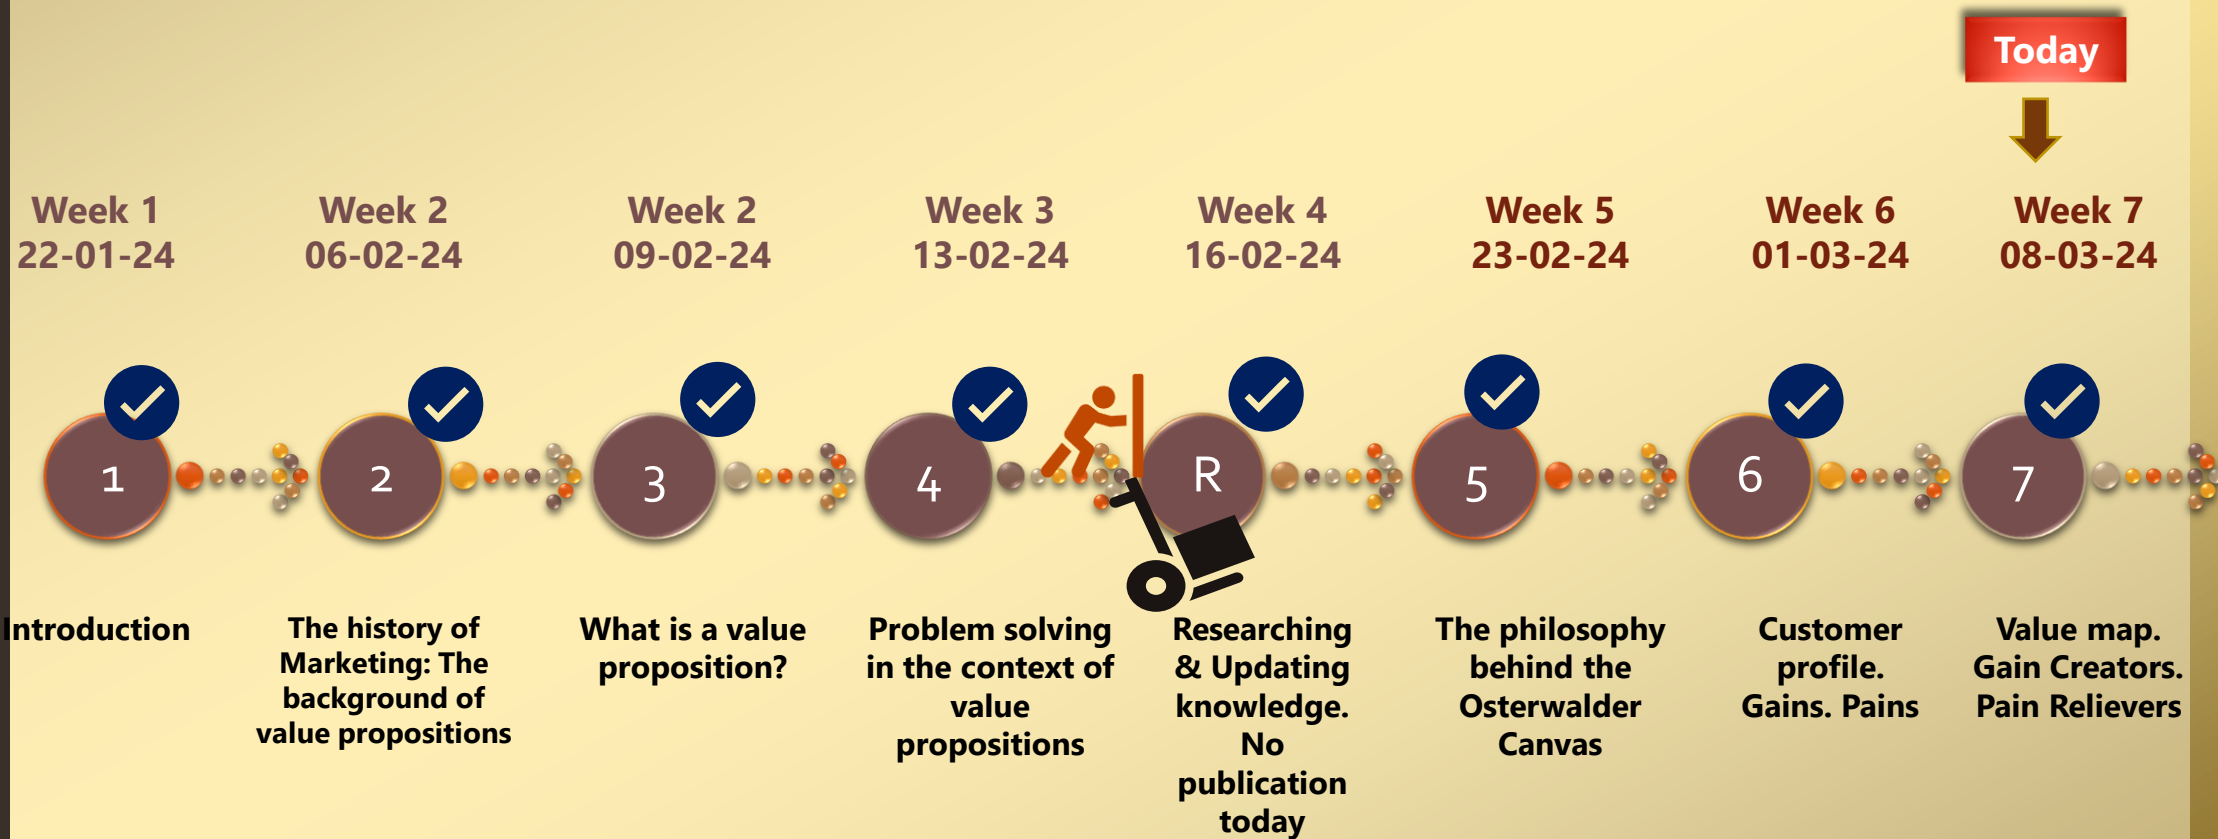 Today
Week 1
22-01-24
Week 2
06-02-24
Week 2
09-02-24
Week 3
13-02-24
Week 4
16-02-24
Week 5
23-02-24
Week 6
01-03-24
Week 7
08-03-24
1
2
3
4
R
5
6
7
Introduction
The history of
Marketing: The
background of
value propositions
What is a value
proposition?
Problem solving
in the context of
value
propositions
Researching
& Updating
knowledge.
No
publication
today
The philosophy
behind the
Osterwalder
Canvas
Customer
profile.
Gains. Pains
Value map.
Gain Creators.
Pain Relievers